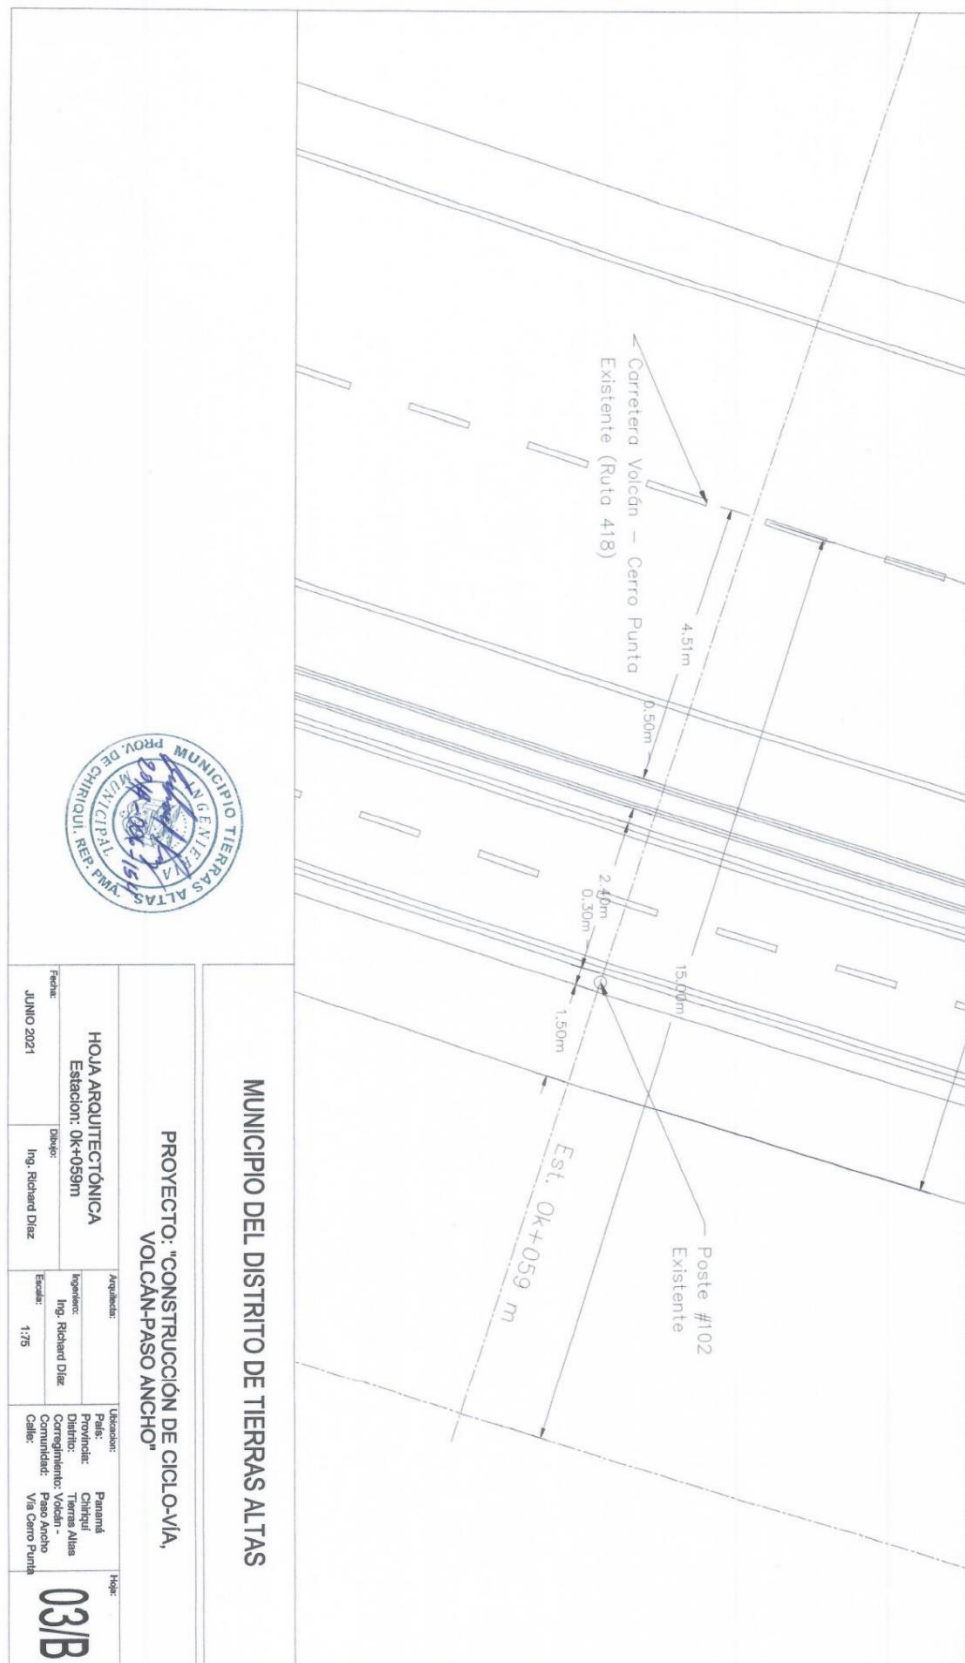 Carretera Volcán – Cerro Punta
Existente (Ruta 418)
4.51m
0.50m
2.40m
0.30m
1.50m
15.00m
Est. 0k+059 m
Poste #102
Existente
MUNICIPIO TIERRAS ALTAS
INGENIERIA
MUNICIPAL
PROV. DE CHIRIQUI. REP. PMÁ.
MUNICIPIO DEL DISTRITO DE TIERRAS ALTAS
PROYECTO: "CONSTRUCCIÓN DE CICLO-VÍA,
VOLCÁN-PASO ANCHO"
HOJA ARQUITECTÓNICA
Estacion: 0k+059m
Fecha:
JUNIO 2021
Dibujo:
Ing. Richard Díaz
Arquitecto:
Ingeniero:
Ing. Richard Díaz
Escala:
1:75
Ubicacion:
País: Panamá
Provincia: Chiriquí
Distrito: Tierras Altas
Corregimiento: Volcán -
Comunidad: Paso Ancho
Calle: Vía Cerro Punta
Hoja:
03/B